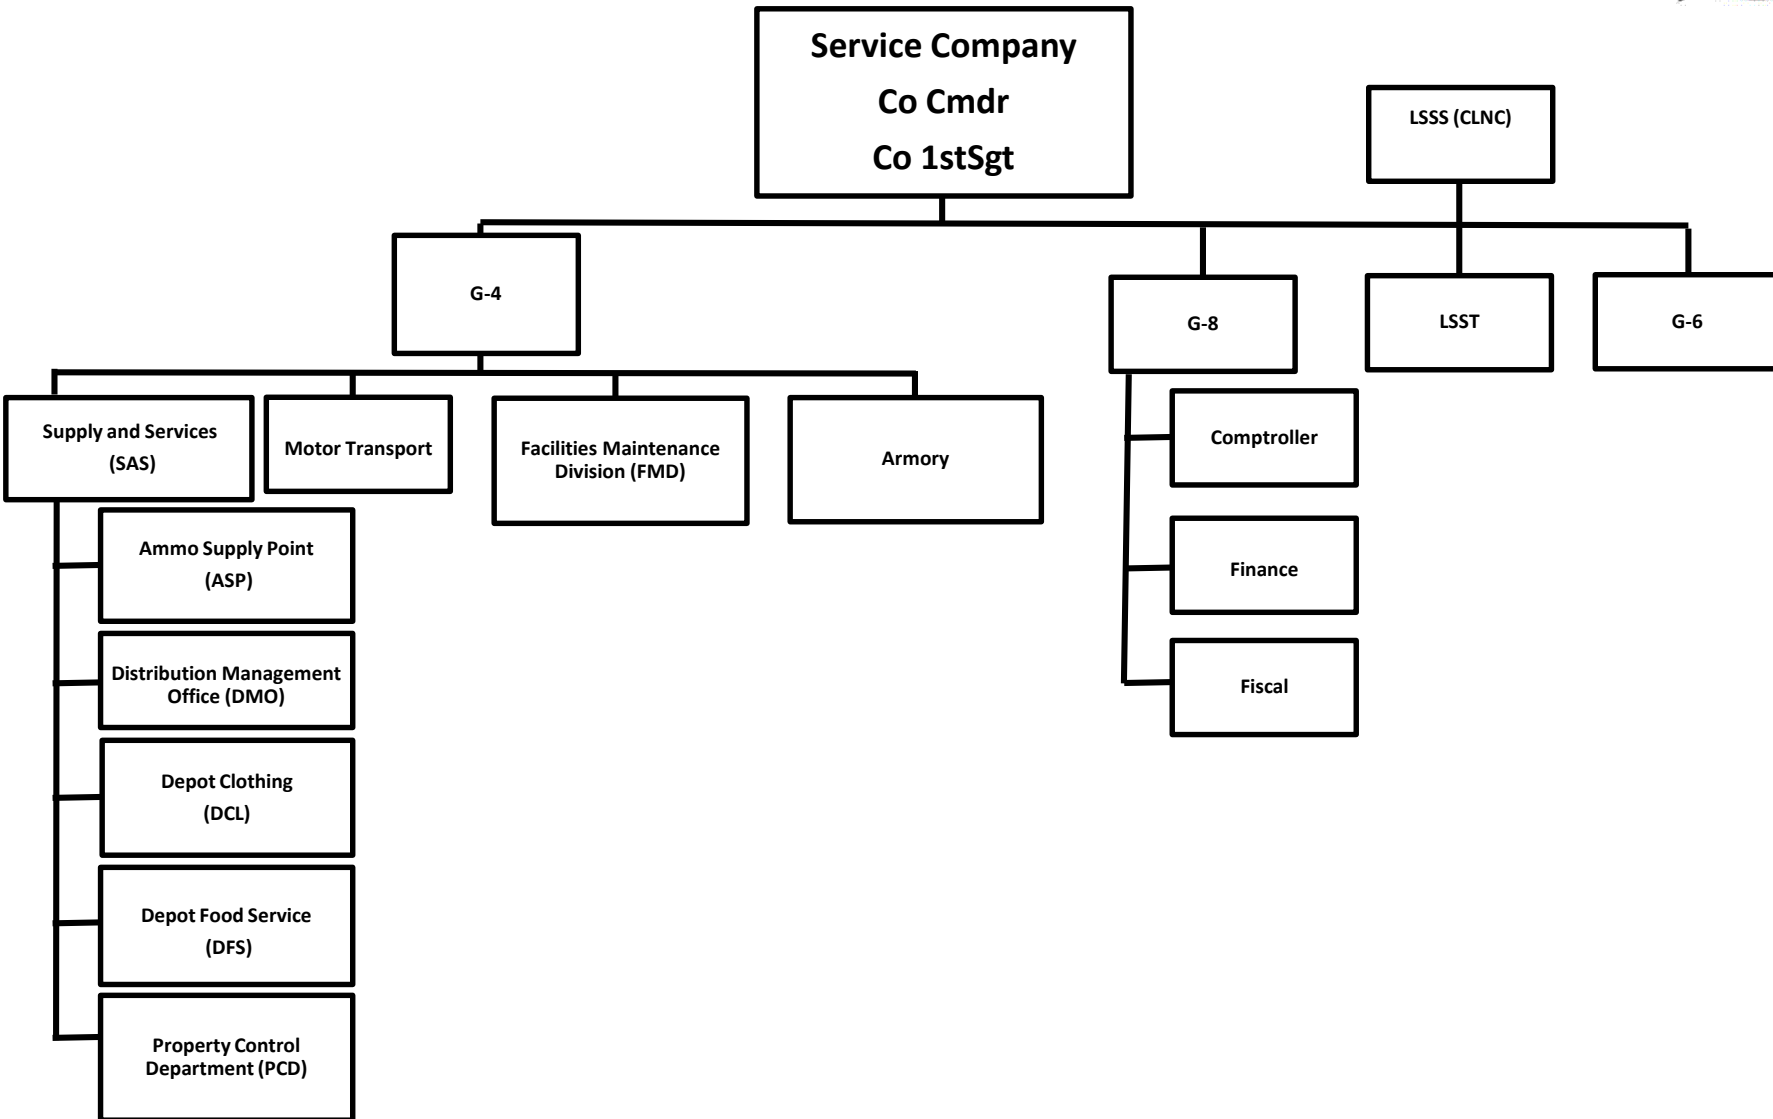 Service Company
Co Cmdr
Co 1stSgt
LSSS (CLNC)
G-4
G-8
LSST
G-6
Supply and Services
(SAS)
Motor Transport
Facilities Maintenance
Division (FMD)
Armory
Ammo Supply Point
(ASP)
Distribution Management
Office (DMO)
Depot Clothing
(DCL)
Depot Food Service
(DFS)
Property Control
Department (PCD)
Comptroller
Finance
Fiscal